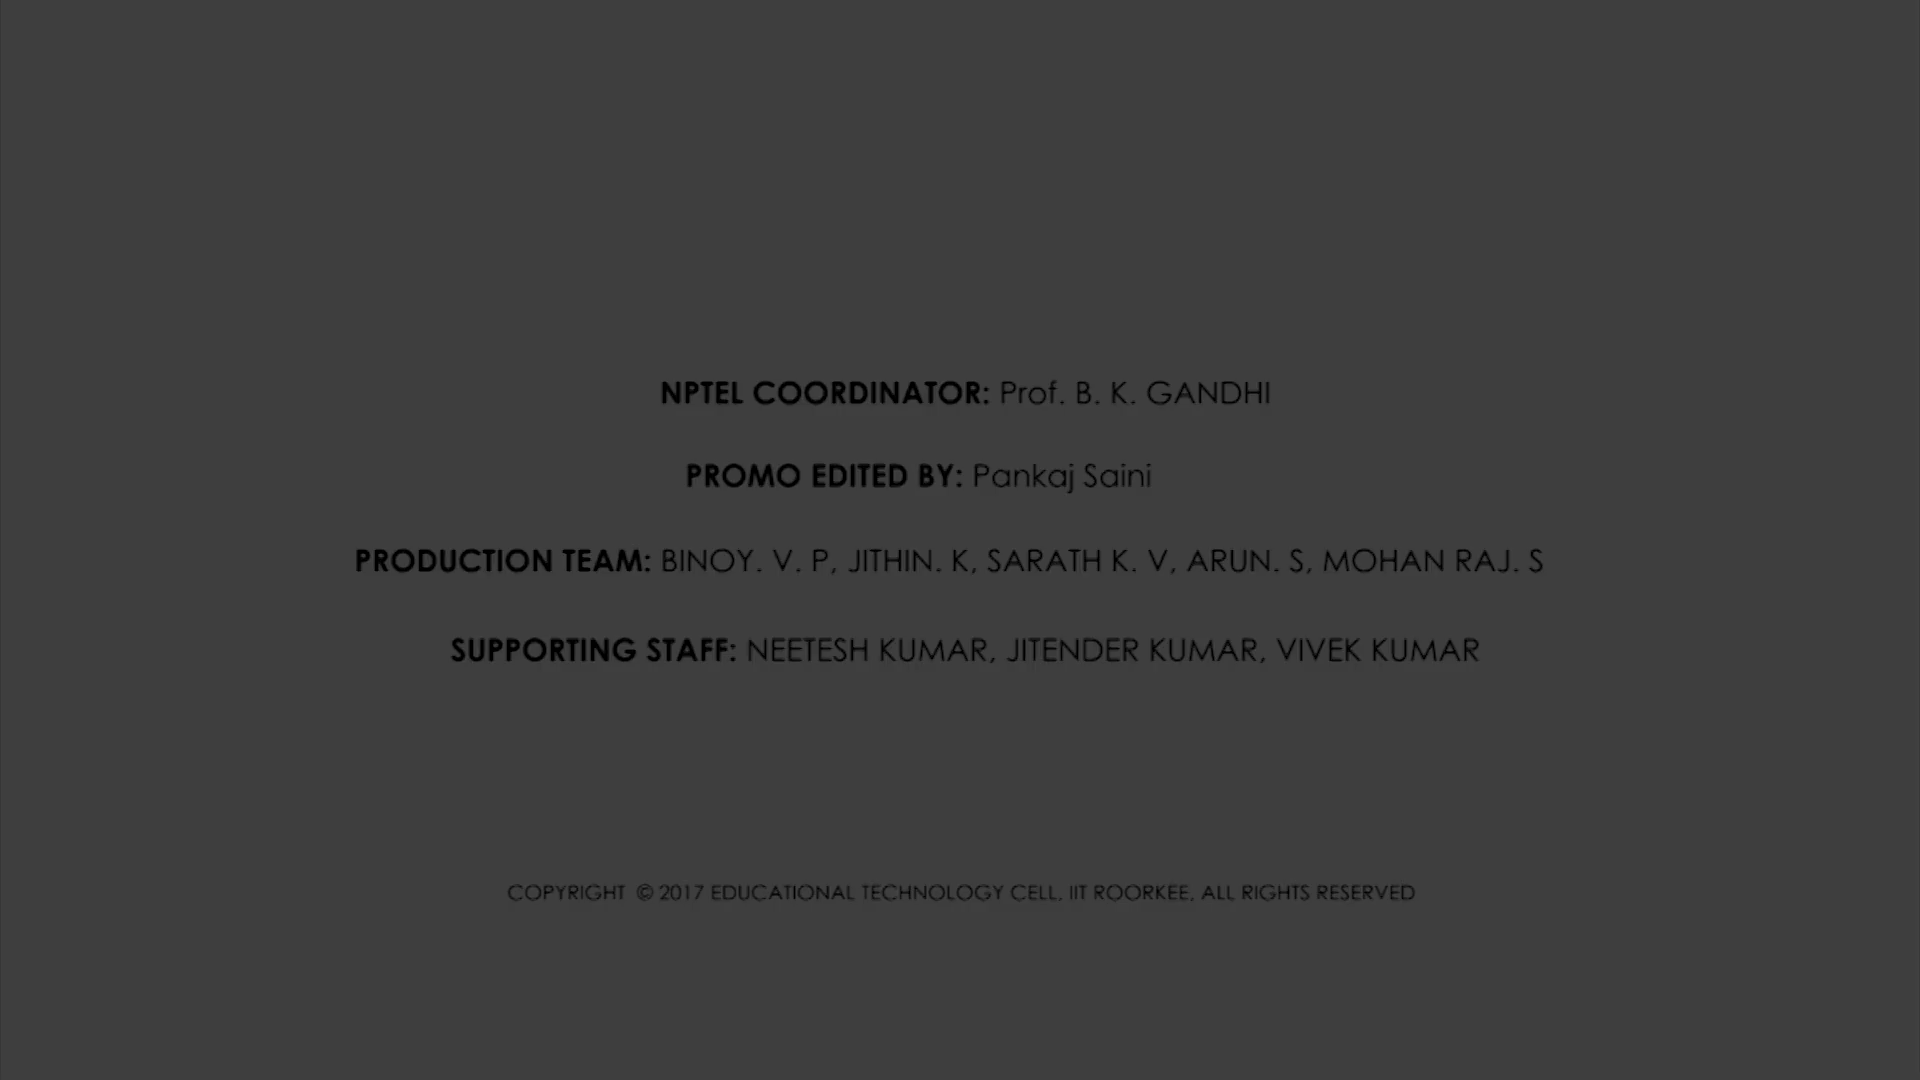 NPTEL COORDINATOR: Prof. B. K. GANDHI
PROMO EDITED BY: Pankaj Saini
PRODUCTION TEAM: BINOY. V. P, JITHIN. K, SARATH K. V, ARUN. S, MOHAN RAJ. S
SUPPORTING STAFF: NEETESH KUMAR, JITENDER KUMAR, VIVEK KUMAR
COPYRIGHT © 2017 EDUCATIONAL TECHNOLOGY CELL, IIT ROORKEE, ALL RIGHTS RESERVED